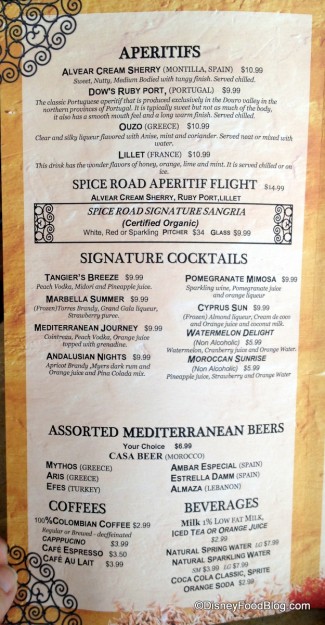 APERITIFS
ALVEAR CREAM SHERRY (MONTILLA, SPAIN) $10.99
Sweet, Nutty, Medium Bodied with tangy finish. Served chilled.
DOW'S RUBY PORT, (PORTUGAL) $9.99
The classic Portuguese aperitif that is produced exclusively in the Douro valley in the
northern provinces of Portugal. It is typically sweet but not as much of the body,
it also has a smooth mouth feel and a long warm finish. Served chilled.
OUZO (GREECE) $10.99
Clear and silky liqueur flavored with Anise, mint and coriander. Served neat or mixed with
water.
LILLET (FRANCE) $10.99
This drink has the wonder flavors of honey, orange, lime and mint. It is served chilled or on
ice.
SPICE ROAD APERITIF FLIGHT $14.99
ALVEAR CREAM SHERRY, RUBY PORT,LILLET
SPICE ROAD SIGNATURE SANGRIA
(Certified Organic)
White, Red or Sparkling PITCHER $34 GLASS $9.99
SIGNATURE COCKTAILS
TANGIER'S BREEZE $9.99
Peach Vodka, Midori and Pineapple juice.
MARBELLA SUMMER $9.99
(Frozen)Torres Brandy, Grand Gala liqueur,
Strawberry puree.
MEDITERRANEAN JOURNEY $9.99
Cointreau, Peach Vodka, Orange juice
topped with grenadine.
ANDALUSIAN NIGHTS $9.99
Apricot Brandy ,Myers dark rum and
Orange juice and Pina Colada mix.
POMEGRANATE MIMOSA $9.99
Sparkling wine, Pomegranate juice
and orange liqueur
CYPRUS SUN $9.99
(Frozen) Almond liqueur, Cream de coco
and Orange juice and coconut milk.
WATERMELON DELIGHT
(Non Alcoholic) $5.99
Watermelon, Cranberry juice and Orange Water.
MOROCCAN SUNRISE
(Non Alcoholic) $5.99
Pineapple juice, Strawberry and Orange Water
ASSORTED MEDITERRANEAN BEERS
Your Choice $6.99
CASA BEER (MOROCCO)
MYTHOS (GREECE)
ARIS (GREECE)
EFES (TURKEY)
AMBAR ESPECIAL (SPAIN)
ESTRELLA DAMM (SPAIN)
ALMAZA (LEBANON)
COFFEES
100%COLOMBIAN COFFEE $2.99
Regular or Brewed - decaffeinated
CAPPUCCINO $3.99
CAFÉ ESPRESSO $3.50
CAFÉ AU LAIT $3.99
BEVERAGES
MILK 1% LOW FAT MILK,
ICED TEA OR ORANGE JUICE
$2.99
NATURAL SPRING WATER LG $7.99
NATURAL SPARKLING WATER
SM $3.99 LG $7.99
COCA COLA CLASSIC, SPRITE
ORANGE SODA $2.99
©DisneyFoodBlog.com